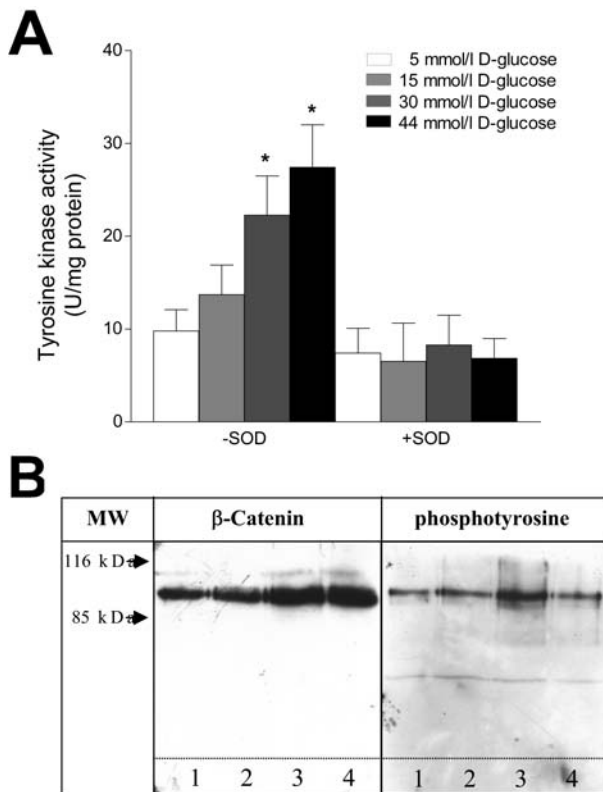 A
40
30
20
10
0
Tyrosine kinase activity
(U/mg protein)
5 mmol/l D-glucose
15 mmol/l D-glucose
30 mmol/l D-glucose
44 mmol/l D-glucose
*
*
-SOD
+SOD
B
MW
β-Catenin
phosphotyrosine
116 kDa
85 kDa
1 2 3 4
1 2 3 4